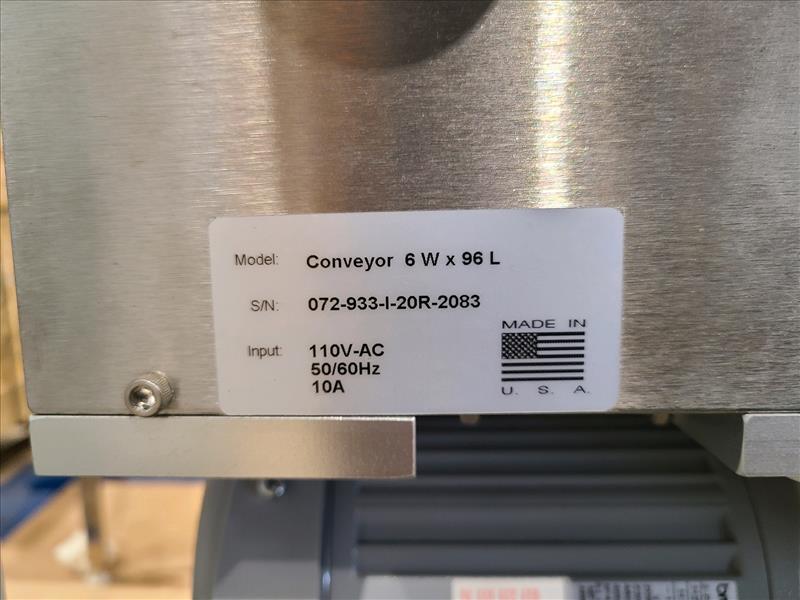 Model: Conveyor 6 W x 96 L
S/N: 072-933-I-20R-2083
Input: 110V-AC
50/60Hz
10A
MADE IN
U. S. A.